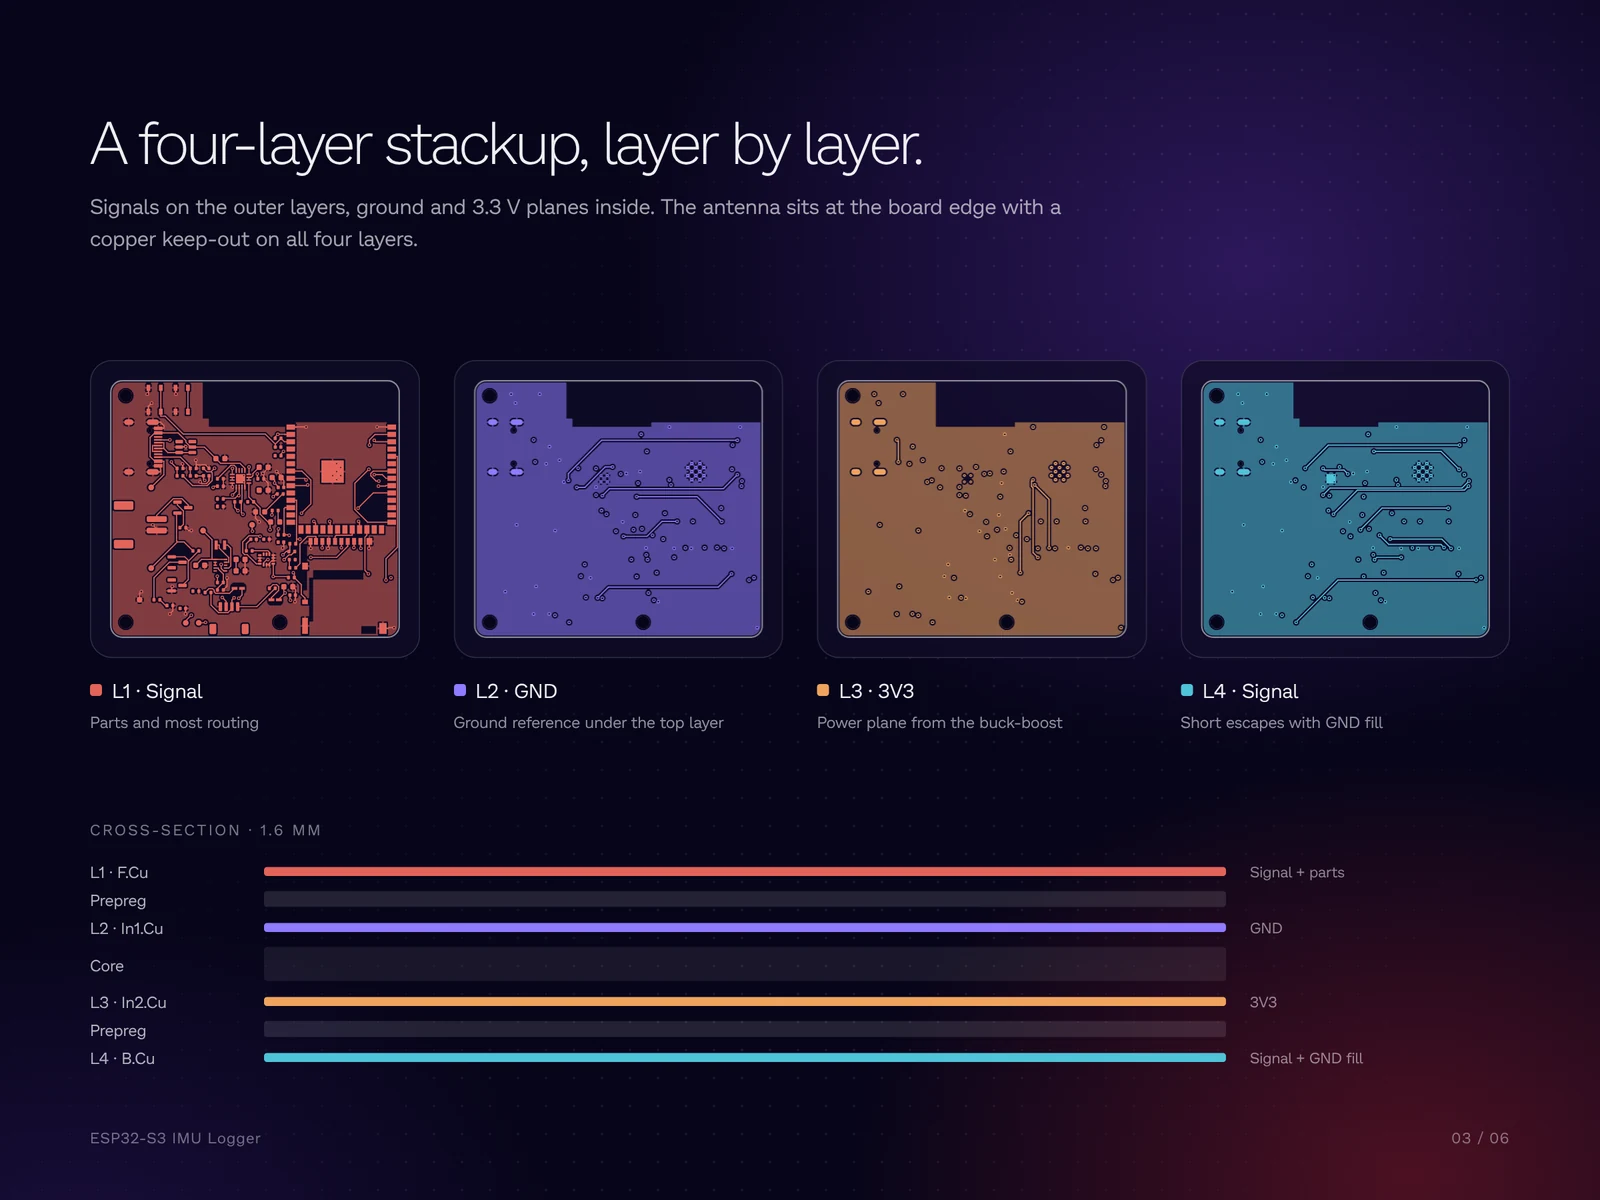 A four-layer stackup, layer by layer.
Signals on the outer layers, ground and 3.3 V planes inside. The antenna sits at the board edge with a
copper keep-out on all four layers.
L1 · Signal
Parts and most routing
L2 · GND
Ground reference under the top layer
L3 · 3V3
Power plane from the buck-boost
L4 · Signal
Short escapes with GND fill
CROSS-SECTION · 1.6 MM
L1 · F.Cu
Signal + parts
Prepreg
L2 · In1.Cu
GND
Core
L3 · In2.Cu
3V3
Prepreg
L4 · B.Cu
Signal + GND fill
ESP32-S3 IMU Logger
03 / 06